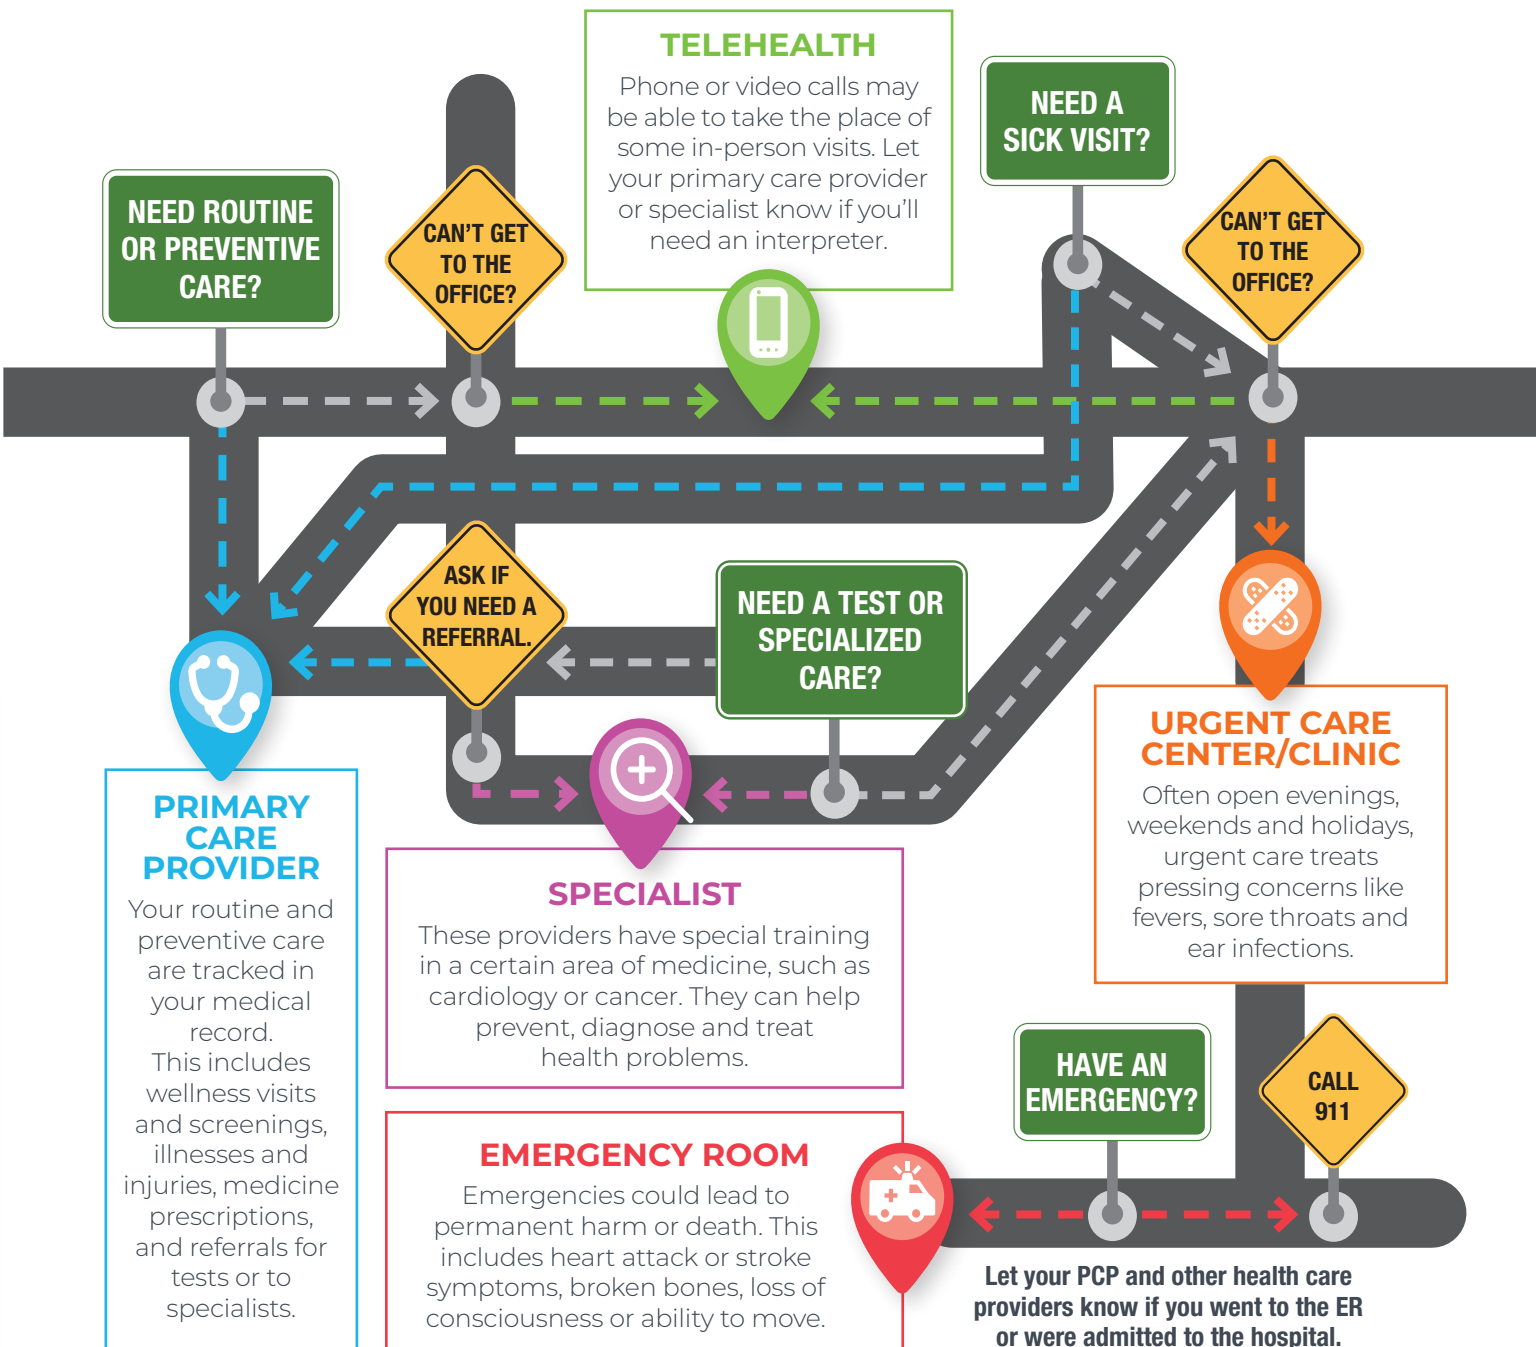 TELEHEALTH
Phone or video calls may
be able to take the place of
some in-person visits. Let
your primary care provider
or specialist know if you’ll
need an interpreter.
NEED A
SICK VISIT?
NEED ROUTINE
OR PREVENTIVE
CARE?
CAN’T GET
TO THE
OFFICE?
CAN’T GET
TO THE
OFFICE?
ASK IF
YOU NEED A
REFERRAL.
NEED A TEST OR
SPECIALIZED
CARE?
PRIMARY
CARE
PROVIDER
Your routine and
preventive care
are tracked in
your medical
record.
This includes
wellness visits
and screenings,
illnesses and
injuries, medicine
prescriptions,
and referrals for
tests or to
specialists.
SPECIALIST
These providers have special training
in a certain area of medicine, such as
cardiology or cancer. They can help
prevent, diagnose and treat
health problems.
URGENT CARE
CENTER/CLINIC
Often open evenings,
weekends and holidays,
urgent care treats
pressing concerns like
fevers, sore throats and
ear infections.
EMERGENCY ROOM
Emergencies could lead to
permanent harm or death. This
includes heart attack or stroke
symptoms, broken bones, loss of
consciousness or ability to move.
HAVE AN
EMERGENCY?
CALL
911
Let your PCP and other health care
providers know if you went to the ER
or were admitted to the hospital.